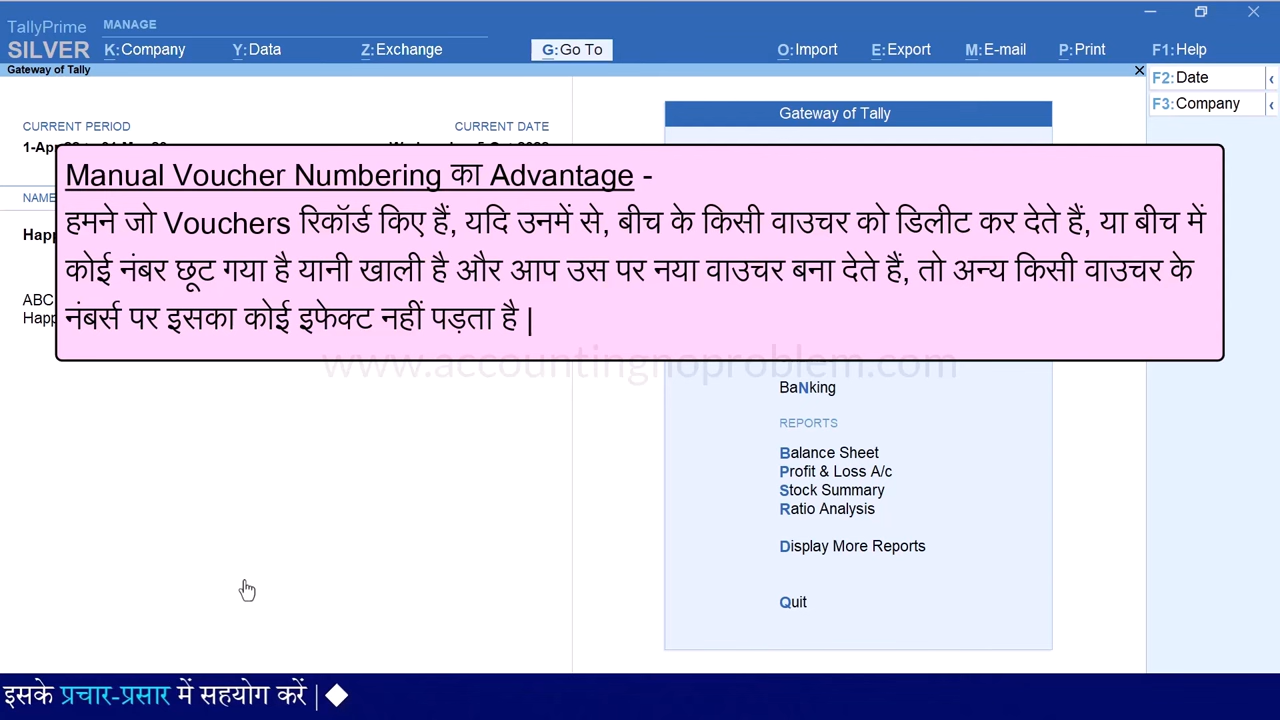 TallyPrime
MANAGE
SILVER
K:Company
Y:Data
Z:Exchange
G:Go To
O:Import
E:Export
M:E-mail
P:Print
F1:Help
Gateway of Tally
F2:Date
F3:Company
CURRENT PERIOD
CURRENT DATE
Gateway of Tally
Manual Voucher Numbering का Advantage -
हमने जो Vouchers रिकॉर्ड किए हैं, यदि उनमें से, बीच के किसी वाउचर को डिलीट कर देते हैं, या बीच में
कोई नंबर छूट गया है यानी खाली है और आप उस पर नया वाउचर बना देते हैं, तो अन्य किसी वाउचर के
नंबर्स पर इसका कोई इफेक्ट नहीं पड़ता है |
ABC
www.accountingnoproblem.com
BaNking
REPORTS
Balance Sheet
Profit & Loss A/c
Stock Summary
Ratio Analysis
Display More Reports
Quit
इसके प्रचार-प्रसार में सहयोग करें |